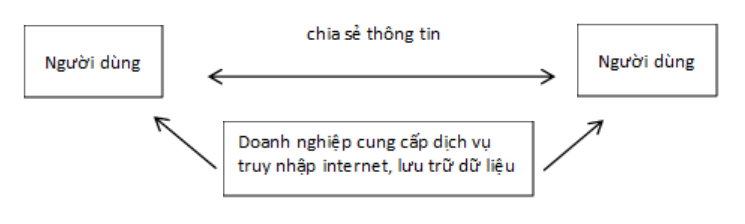 chia sẻ thông tin
Người dùng
Người dùng
Doanh nghiệp cung cấp dịch vụ
truy nhập internet, lưu trữ dữ liệu